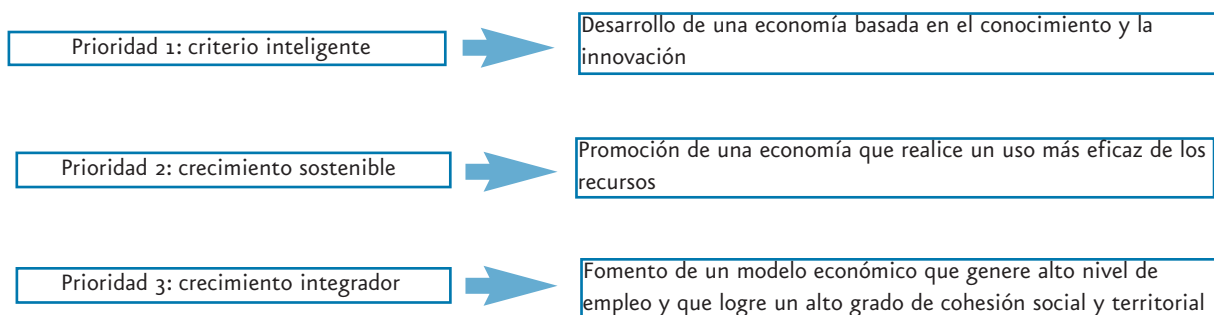 Prioridad 1: criterio inteligente
Desarrollo de una economía basada en el conocimiento y la
innovación
Prioridad 2: crecimiento sostenible
Promoción de una economía que realice un uso más eficaz de los
recursos
Prioridad 3: crecimiento integrador
Fomento de un modelo económico que genere alto nivel de
empleo y que logre un alto grado de cohesión social y territorial